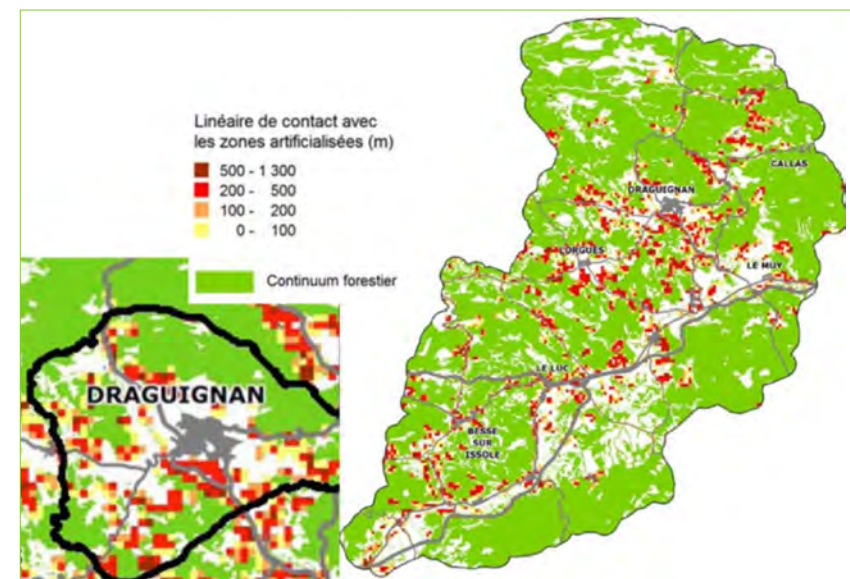 Linéaire de contact avec
les zones artificialisées (m)
500 - 1 300
200 - 500
100 - 200
0 - 100
Continuum forestier
DRAGUIGNAN
CALLAS
DRAGUIGNAN
LORGUES
LE MUY
LE LUC
BESSE
SUR
ISSOLE